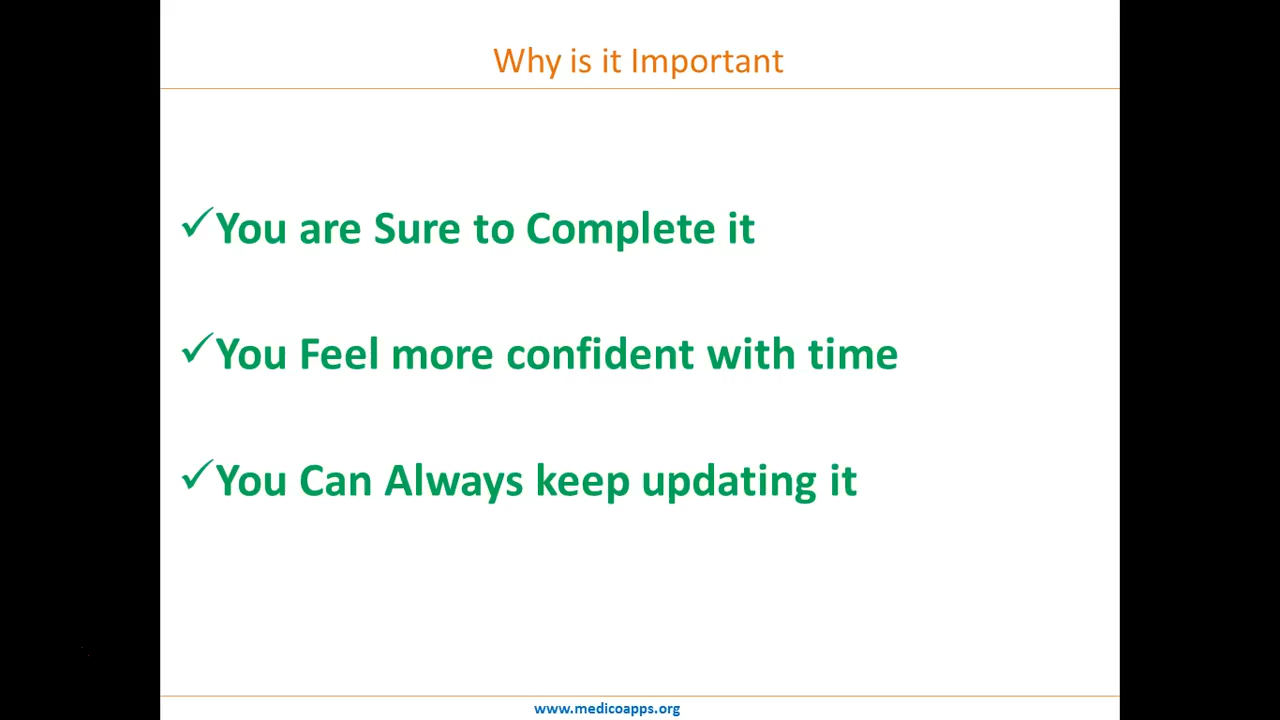 Why is it Important
✓You are Sure to Complete it
✓You Feel more confident with time
✓You Can Always keep updating it
www.medicoapps.org